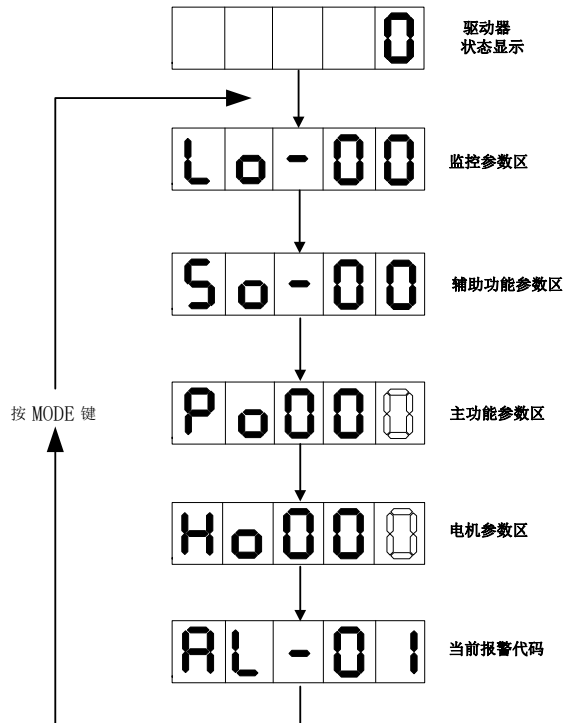 0
驱动器
状态显示
Lo-00
监控参数区
So-00
辅助功能参数区
Po000
主功能参数区
按 MODE 键
Ho000
电机参数区
AL-01
当前报警代码